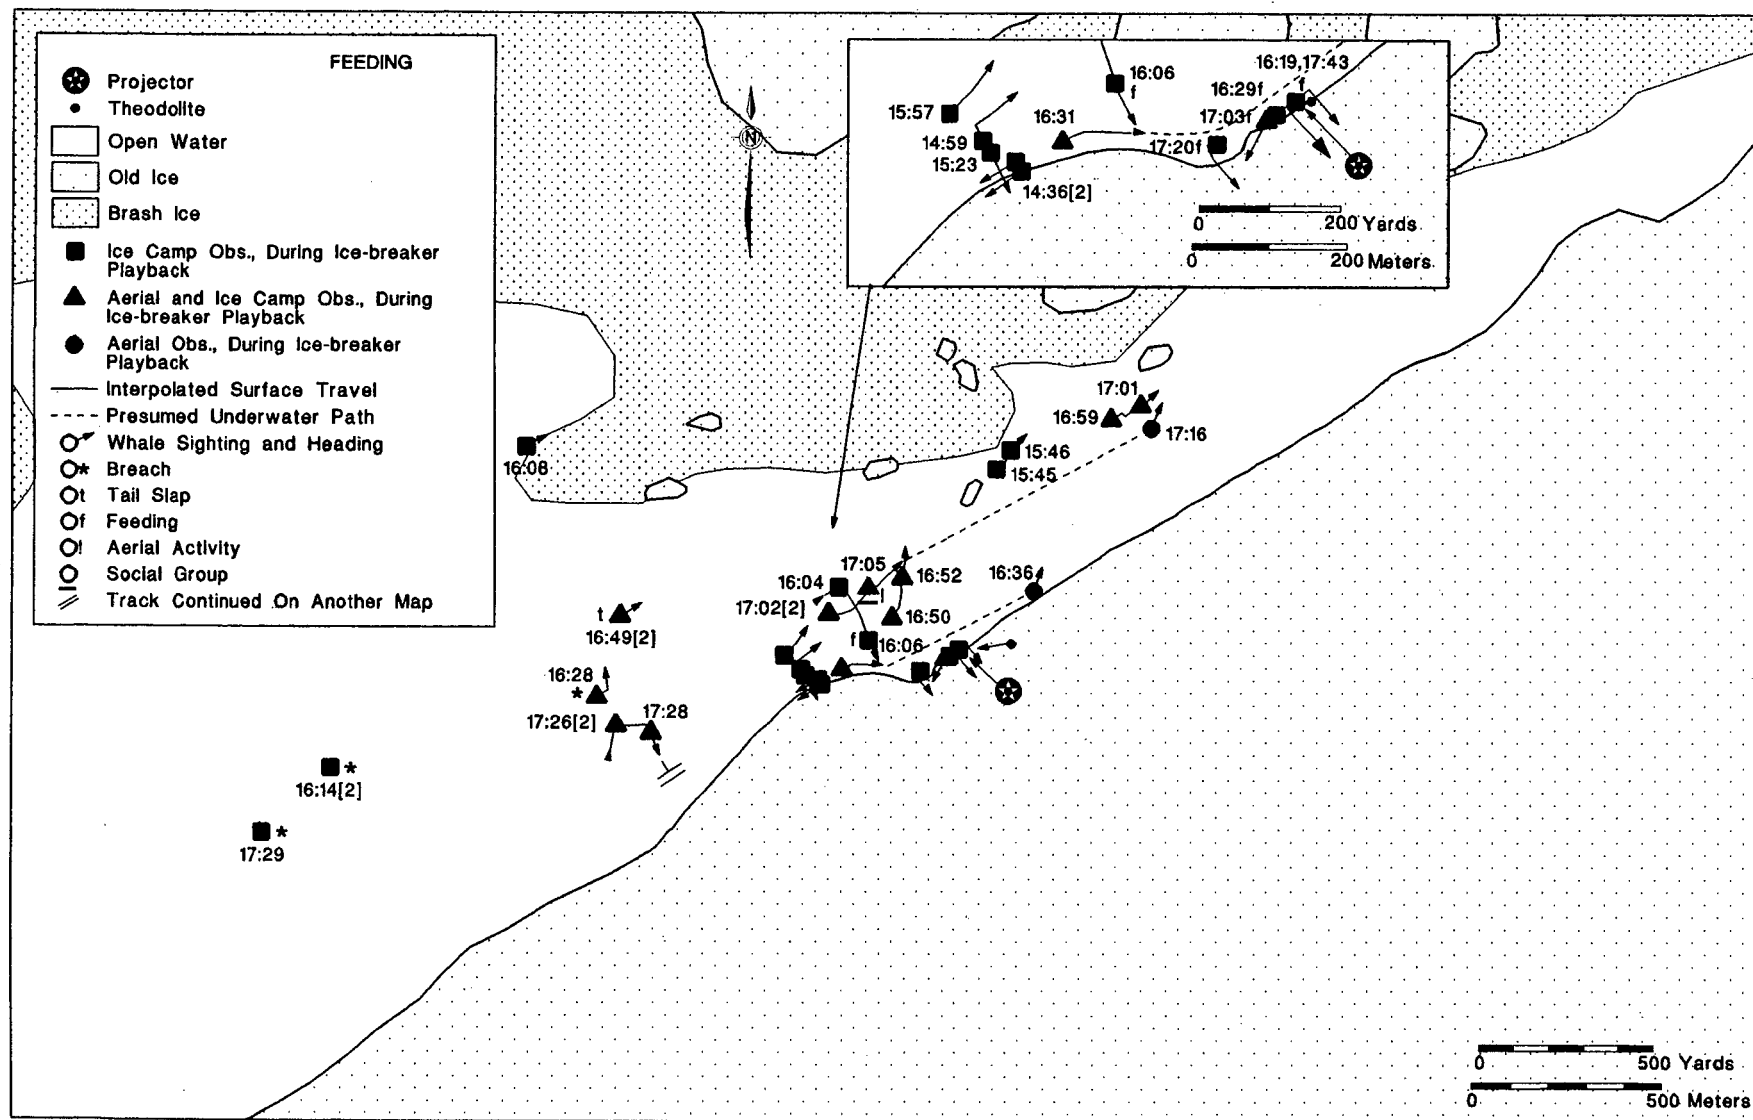 FEEDING
Projector
Theodolite
Open Water
Old Ice
Brash Ice
Ice Camp Obs., During Ice-breaker
Playback
Aerial and Ice Camp Obs., During
Ice-breaker Playback
Aerial Obs., During Ice-breaker
Playback
Interpolated Surface Travel
Presumed Underwater Path
Whale Sighting and Heading
* Breach
t Tail Slap
f Feeding
! Aerial Activity
Social Group
Track Continued On Another Map
N
16:19,17:43
16:06
f
16:29f f
15:57
16:31
17:03f
14:59
17:20f
15:23
14:36[2]
0 200 Yards
0 200 Meters
17:01
16:59
17:16
16:08
15:46
15:45
17:05
16:04
16:52
16:36
!
17:02[2]
16:50
t
16:49[2]
f 16:06
16:28
*
17:26[2]
17:28
*
16:14[2]
*
17:29
0 500 Yards
0 500 Meters